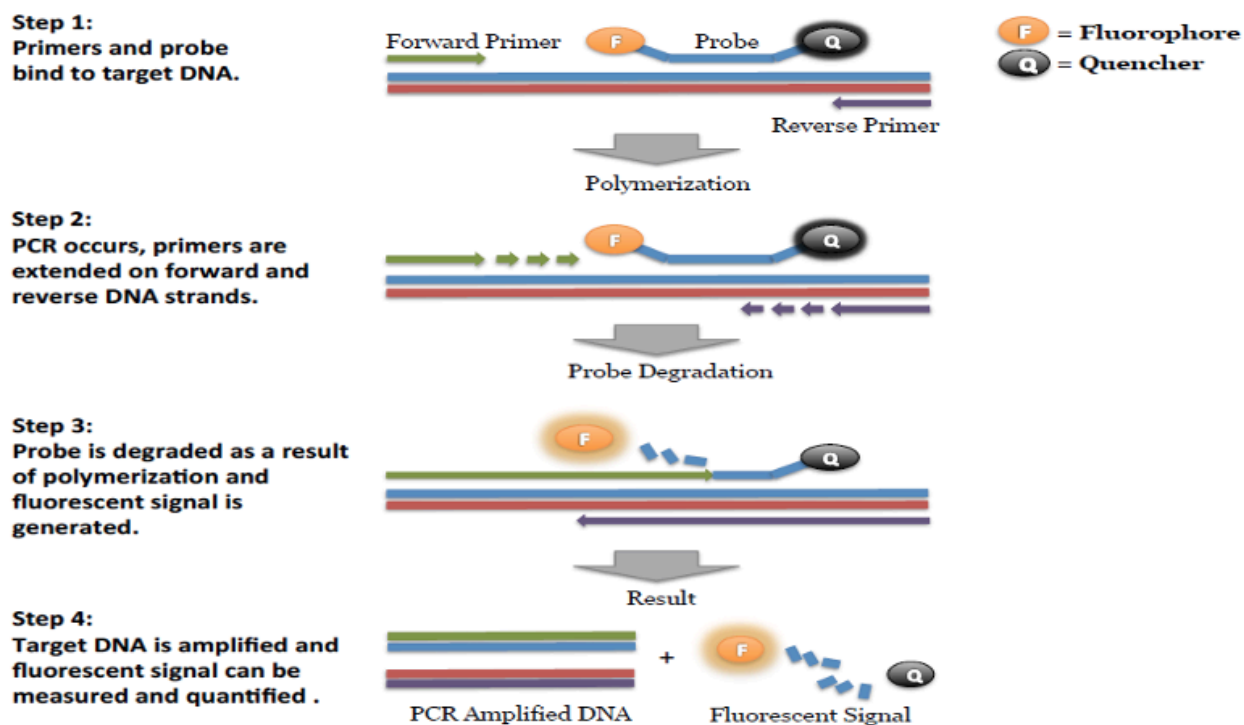 Step 1:
Primers and probe
bind to target DNA.
Forward Primer
F
Probe
Q
F = Fluorophore
Q = Quencher
Reverse Primer
Polymerization
Step 2:
PCR occurs, primers are
extended on forward and
reverse DNA strands.
F
Q
Probe Degradation
Step 3:
Probe is degraded as a result
of polymerization and
fluorescent signal is
generated.
F
Q
Result
Step 4:
Target DNA is amplified and
fluorescent signal can be
measured and quantified .
+
F
Q
PCR Amplified DNA
Fluorescent Signal